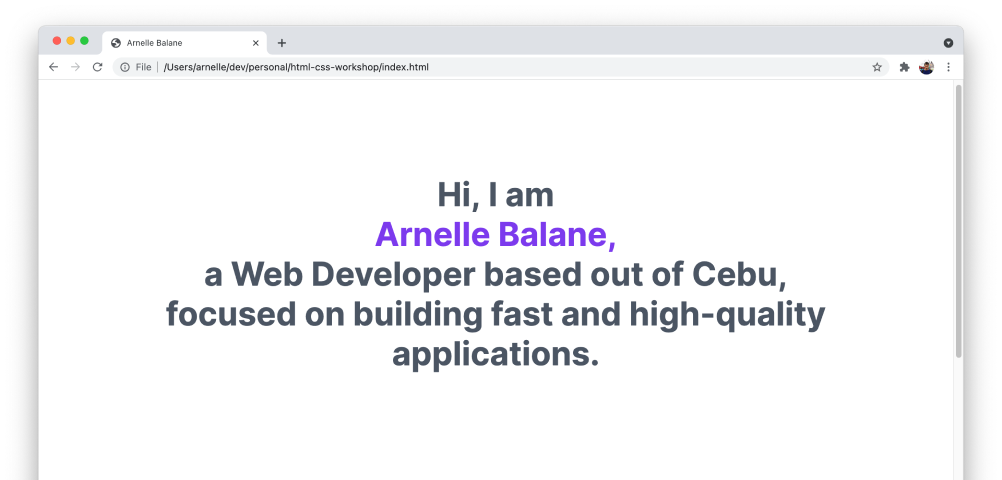 Arnelle Balane
File /Users/arnelle/dev/personal/html-css-workshop/index.html
Hi, I am
Arnelle Balane,
a Web Developer based out of Cebu,
focused on building fast and high-quality
applications.